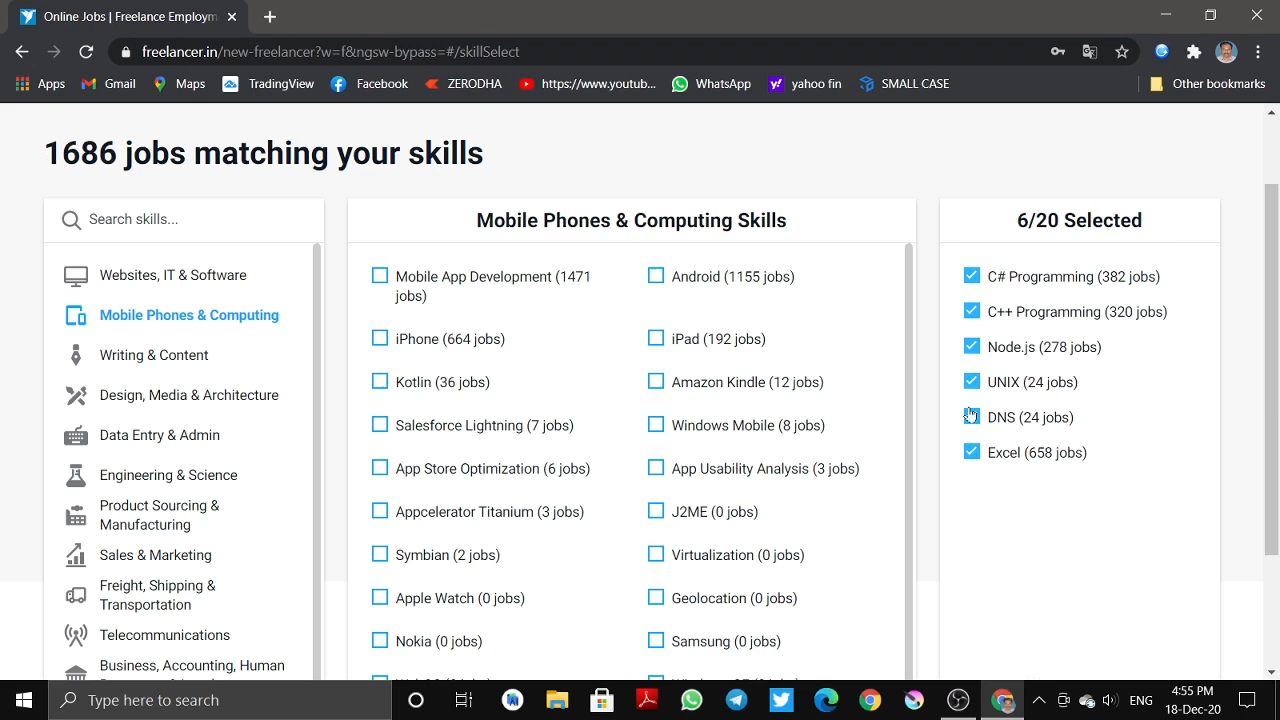 Online Jobs | Freelance Employm
freelancer.in/new-freelancer?w=f&ngsw-bypass=#/skillSelect
Apps
Gmail
Maps
TradingView
Facebook
ZERODHA
https://www.youtub...
WhatsApp
yahoo fin
SMALL CASE
Other bookmarks
1686 jobs matching your skills
Search skills...
Websites, IT & Software
Mobile Phones & Computing
Writing & Content
Design, Media & Architecture
Data Entry & Admin
Engineering & Science
Product Sourcing &
Manufacturing
Sales & Marketing
Freight, Shipping &
Transportation
Telecommunications
Business, Accounting, Human
Mobile Phones & Computing Skills
Mobile App Development (1471
jobs)
Android (1155 jobs)
iPhone (664 jobs)
iPad (192 jobs)
Kotlin (36 jobs)
Amazon Kindle (12 jobs)
Salesforce Lightning (7 jobs)
Windows Mobile (8 jobs)
App Store Optimization (6 jobs)
App Usability Analysis (3 jobs)
Appcelerator Titanium (3 jobs)
J2ME (0 jobs)
Symbian (2 jobs)
Virtualization (0 jobs)
Apple Watch (0 jobs)
Geolocation (0 jobs)
Nokia (0 jobs)
Samsung (0 jobs)
6/20 Selected
C# Programming (382 jobs)
C++ Programming (320 jobs)
Node.js (278 jobs)
UNIX (24 jobs)
DNS (24 jobs)
Excel (658 jobs)
Type here to search
ENG
4:55 PM
18-Dec-20